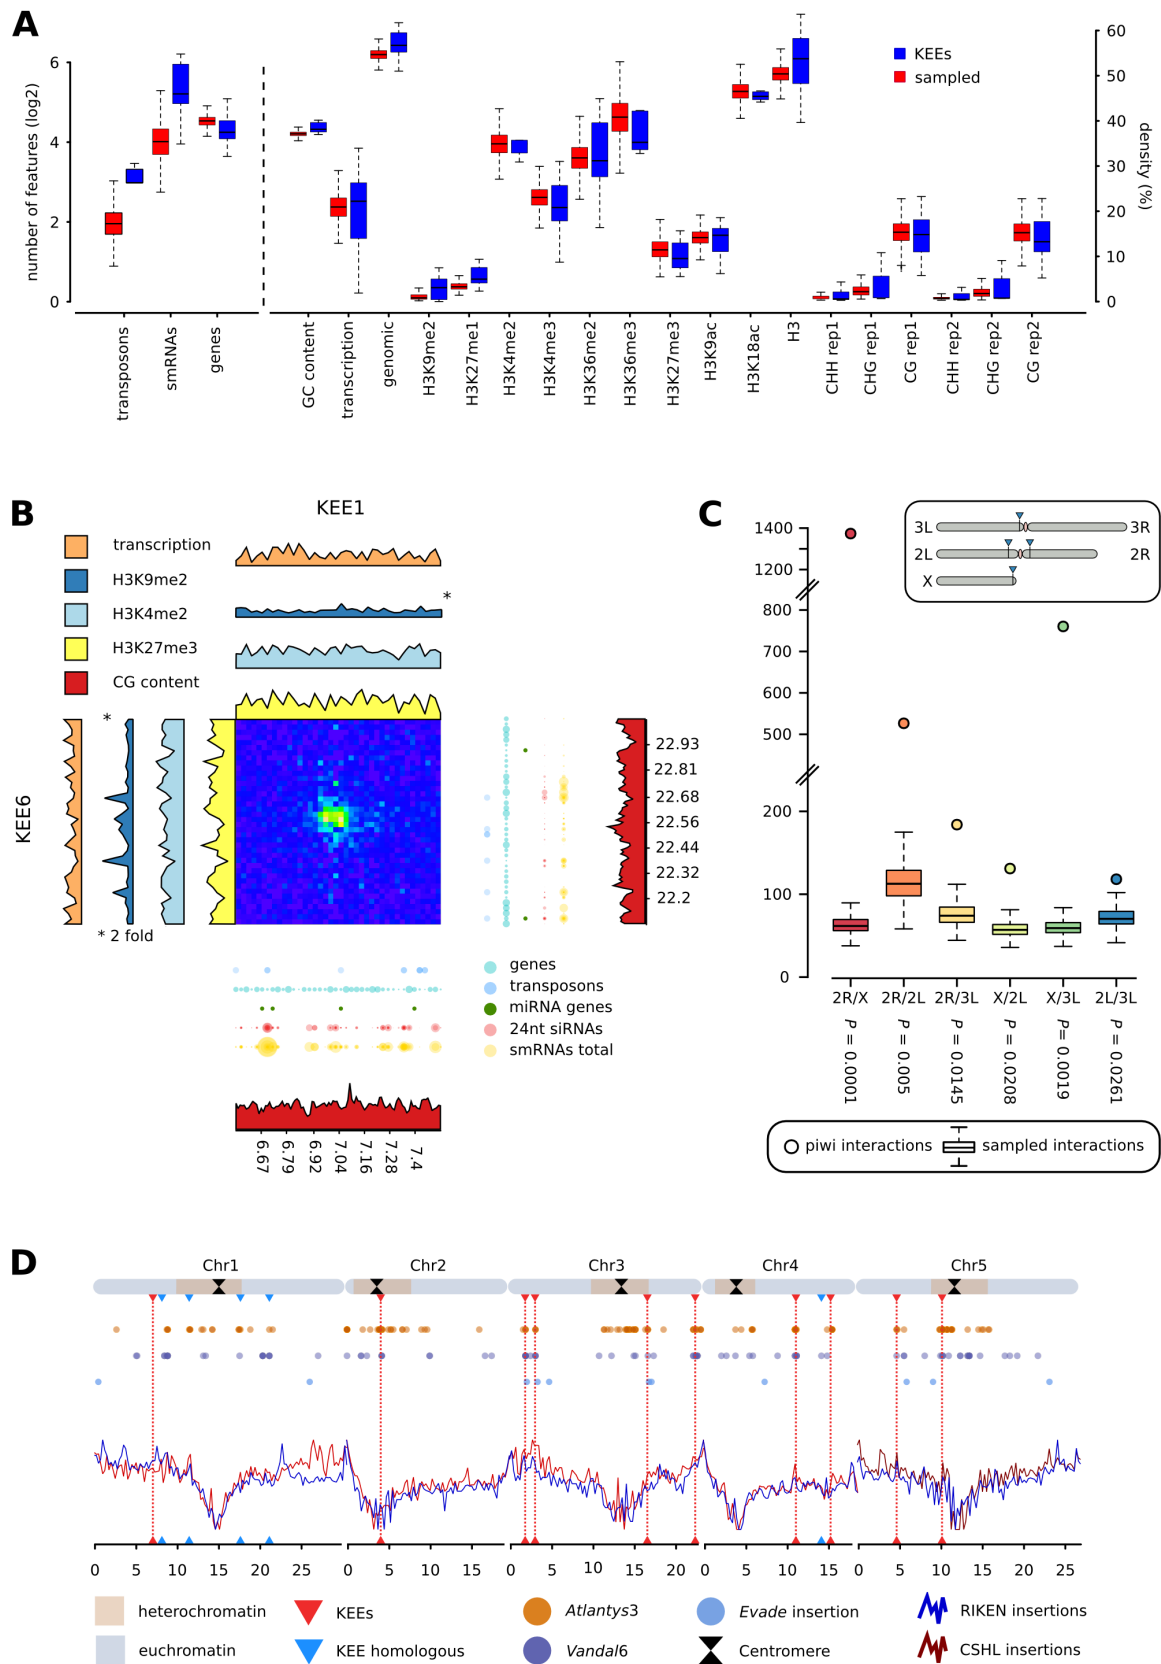 A
number of features (log2)
6
4
2
0
60
50
40
30
20
10
0
density (%)
KEEs
sampled
transposons
smRNAs
genes
GC content
transcription
genomic
H3K9me2
H3K27me1
H3K4me2
H3K4me3
H3K36me2
H3K36me3
H3K27me3
H3K9ac
H3K18ac
H3
CHH rep1
CHG rep1
CG rep1
CHH rep2
CHG rep2
CG rep2
B
KEE1
transcription
H3K9me2
H3K4me2
H3K27me3
CG content
*
*
KEE6
* 2 fold
22.93
22.81
22.68
22.56
22.44
22.32
22.2
genes
transposons
miRNA genes
24nt siRNAs
smRNAs total
6.67
6.79
6.92
7.04
7.16
7.28
7.4
C
3L 3R
2L 2R
X
1400
1200
800
700
600
500
200
100
0
2R/X 2R/2L 2R/3L X/2L X/3L 2L/3L
P = 0.0001
P = 0.005
P = 0.0145
P = 0.0208
P = 0.0019
P = 0.0261
piwi interactions sampled interactions
D
Chr1 Chr2 Chr3 Chr4 Chr5
0 5 10 15 20 25 0 5 10 15 0 5 10 15 20 0 5 10 15 0 5 10 15 20 25
heterochromatin KEEs Atlantys3 Evade insertion RIKEN insertions
euchromatin KEE homologous Vandal6 Centromere CSHL insertions